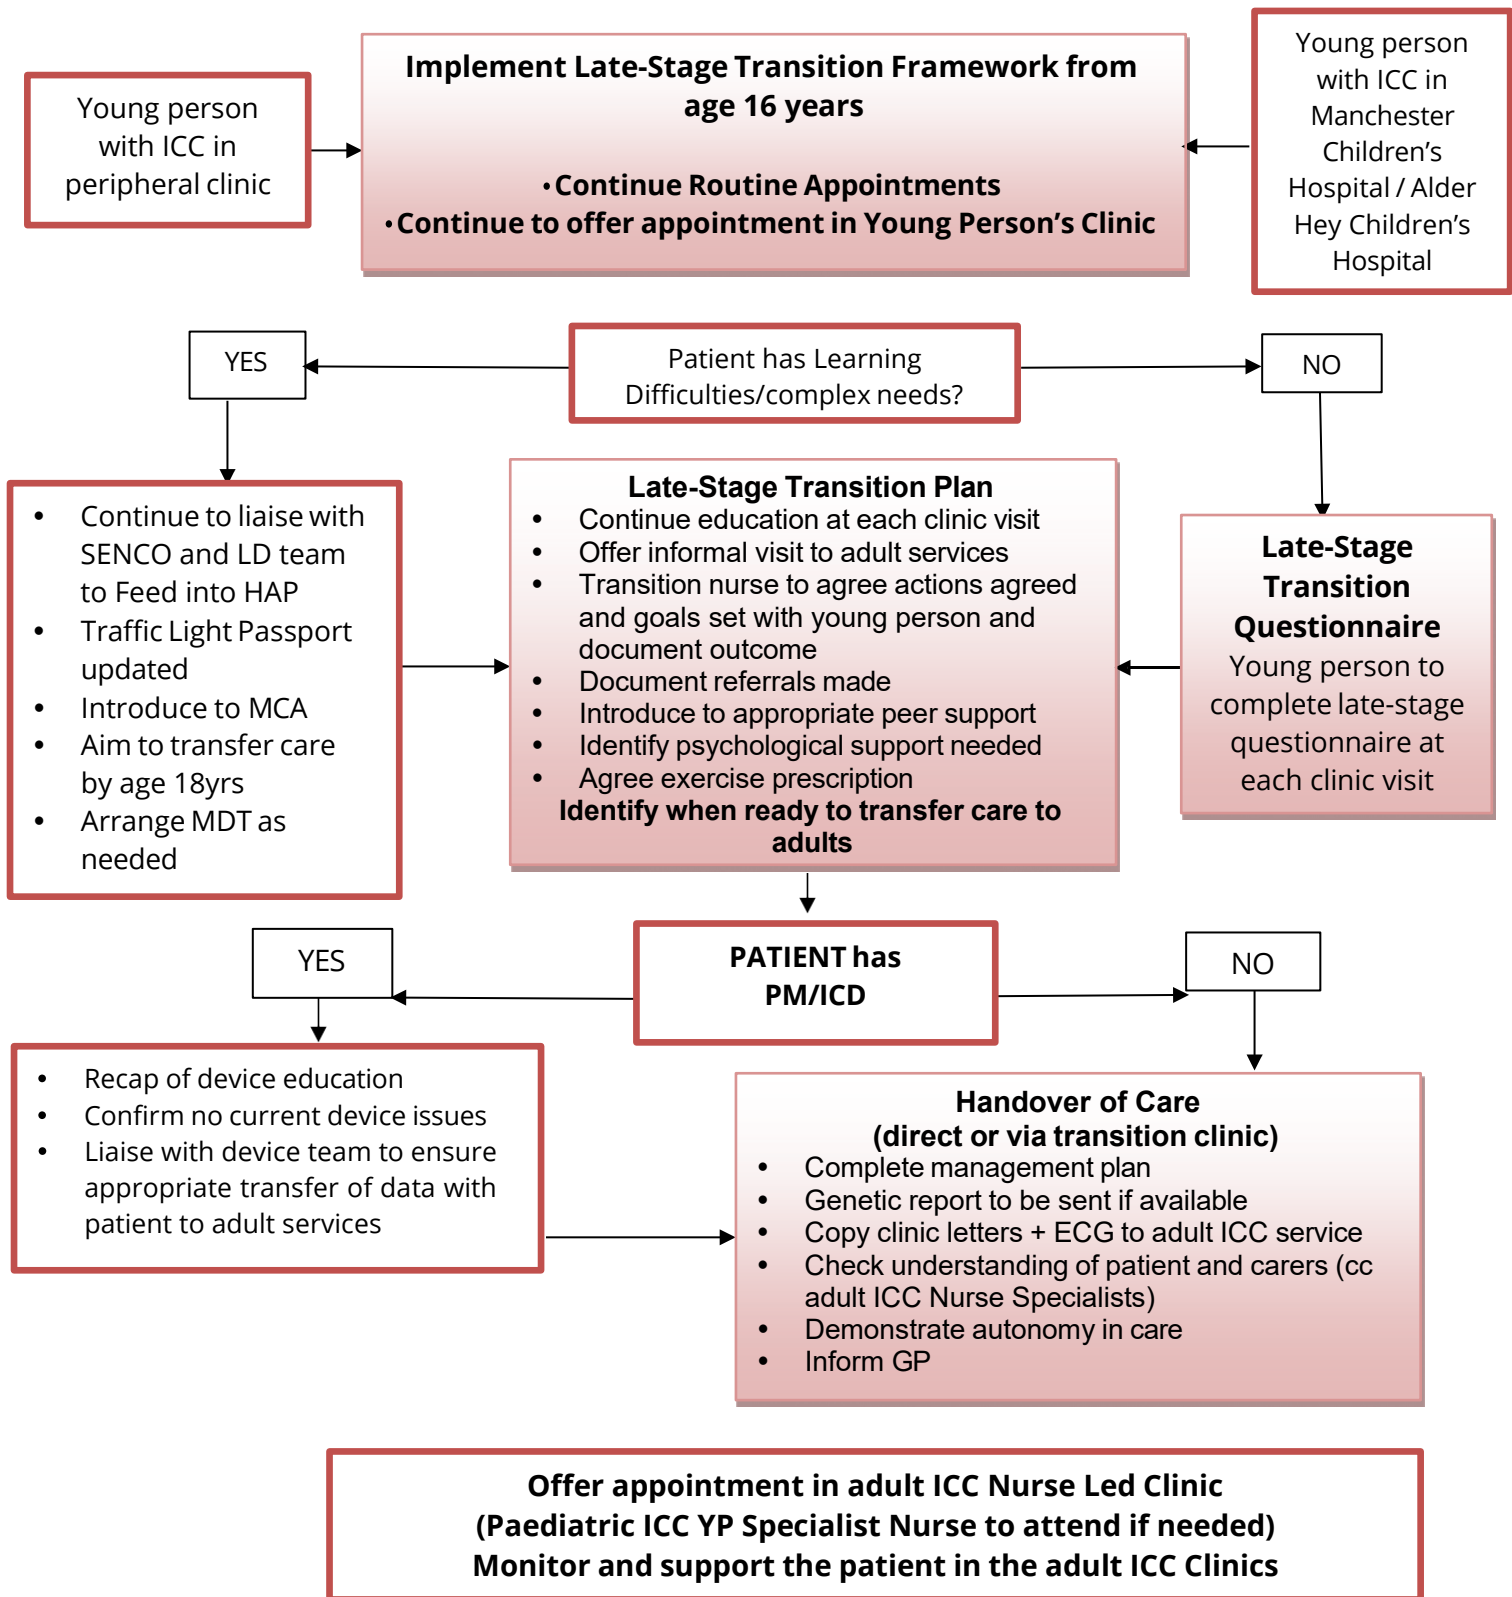 Young person
with ICC in
peripheral clinic
Implement Late-Stage Transition Framework from
age 16 years
• Continue Routine Appointments
• Continue to offer appointment in Young Person’s Clinic
Young person
with ICC in
Manchester
Children’s
Hospital / Alder
Hey Children’s
Hospital
YES
Patient has Learning
Difficulties/complex needs?
NO
• Continue to liaise with
SENCO and LD team
to Feed into HAP
• Traffic Light Passport
updated
• Introduce to MCA
• Aim to transfer care
by age 18yrs
• Arrange MDT as
needed
Late-Stage Transition Plan
• Continue education at each clinic visit
• Offer informal visit to adult services
• Transition nurse to agree actions agreed
and goals set with young person and
document outcome
• Document referrals made
• Introduce to appropriate peer support
• Identify psychological support needed
• Agree exercise prescription
Identify when ready to transfer care to
adults
Late-Stage
Transition
Questionnaire
Young person to
complete late-stage
questionnaire at
each clinic visit
YES
PATIENT has
PM/ICD
NO
• Recap of device education
• Confirm no current device issues
• Liaise with device team to ensure
appropriate transfer of data with
patient to adult services
Handover of Care
(direct or via transition clinic)
• Complete management plan
• Genetic report to be sent if available
• Copy clinic letters + ECG to adult ICC service
• Check understanding of patient and carers (cc
adult ICC Nurse Specialists)
• Demonstrate autonomy in care
• Inform GP
Offer appointment in adult ICC Nurse Led Clinic
(Paediatric ICC YP Specialist Nurse to attend if needed)
Monitor and support the patient in the adult ICC Clinics